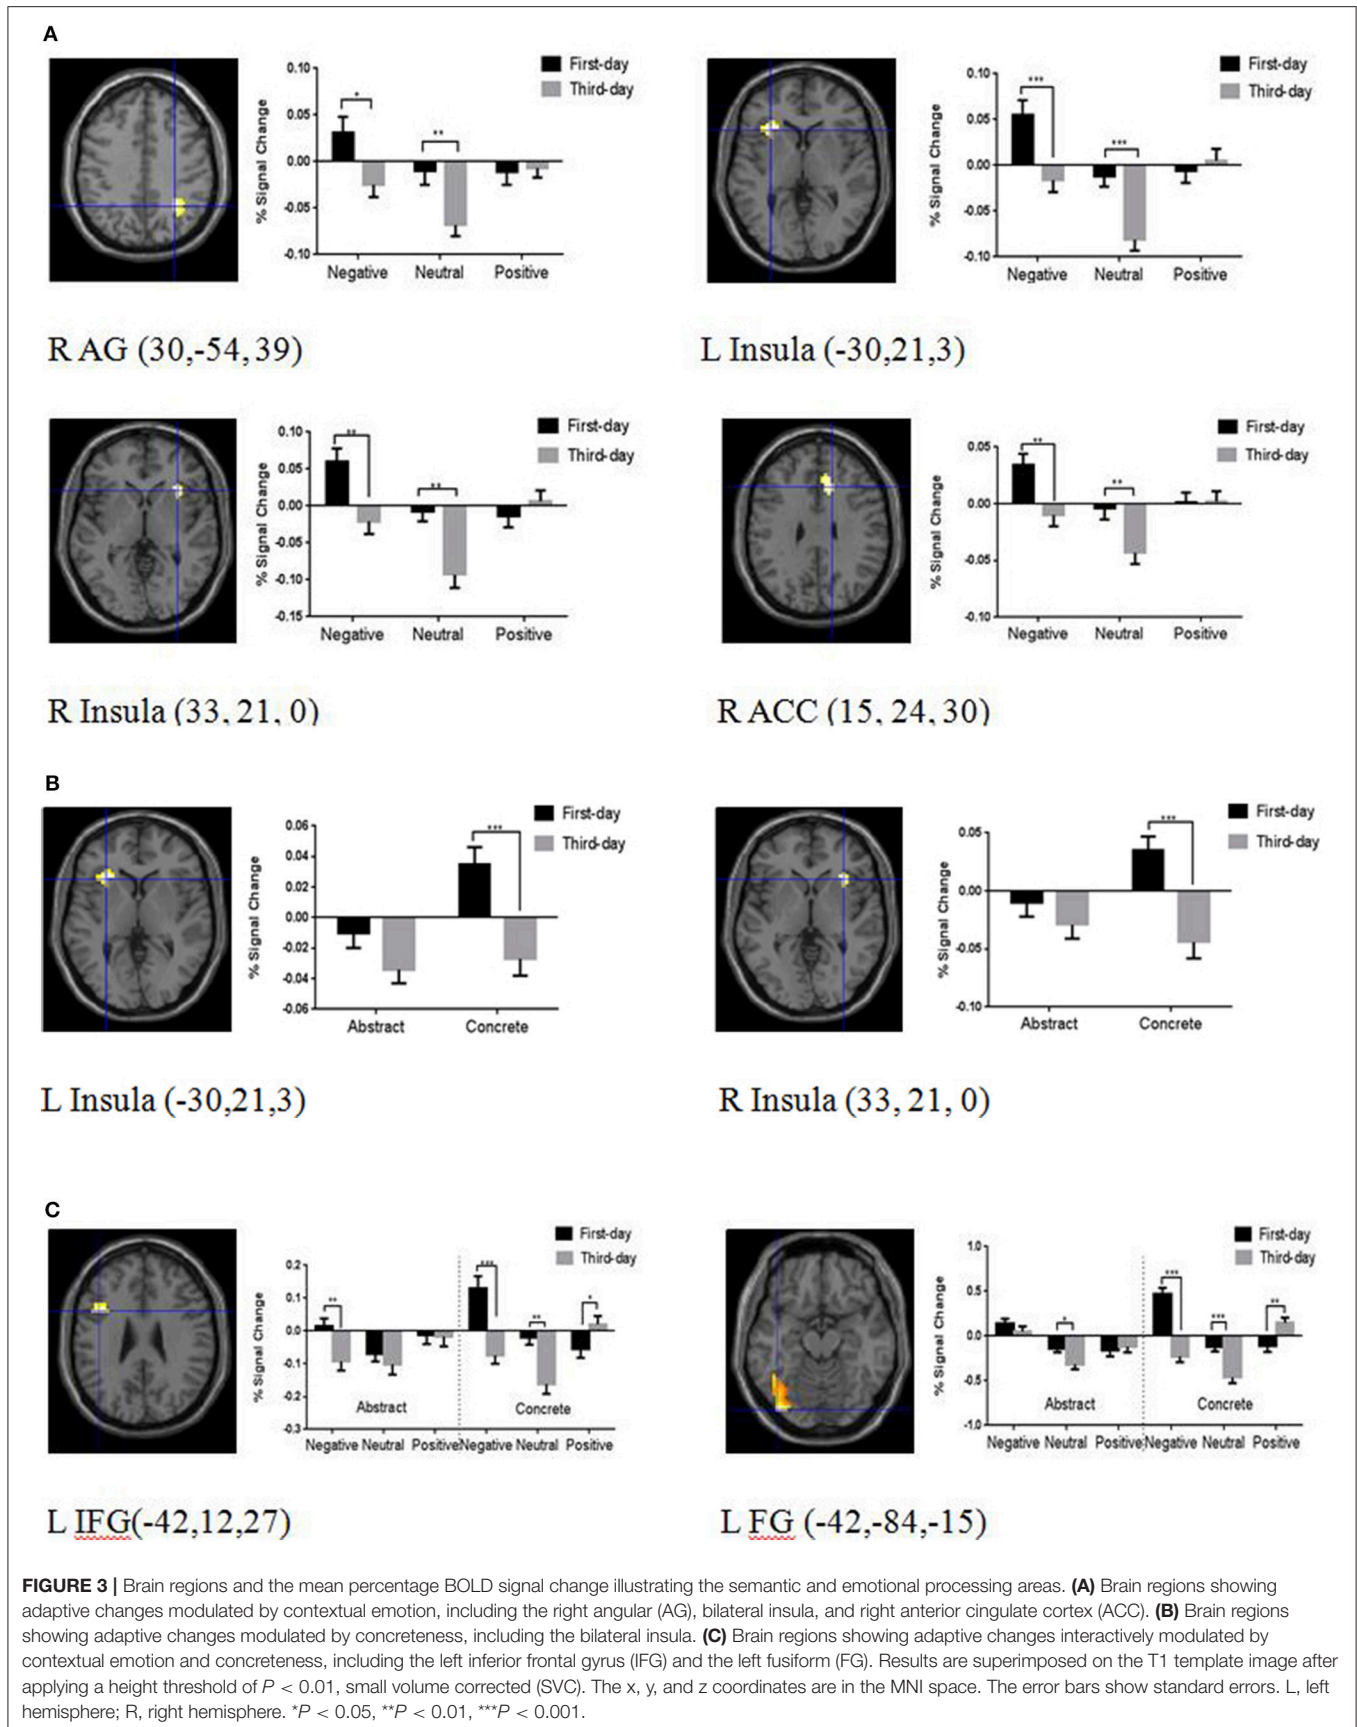 A
First-day
Third-day
% Signal Change
0.10
0.05
0.00
-0.05
-0.10
*
**
Negative Neutral Positive
R AG (30,-54,39)
First-day
Third-day
% Signal Change
0.10
0.05
0.00
-0.05
-0.10
***
***
Negative Neutral Positive
L Insula (-30,21,3)
First-day
Third-day
% Signal Change
0.10
0.05
0.00
-0.05
-0.10
-0.15
**
**
Negative Neutral Positive
R Insula (33, 21, 0)
First-day
Third-day
% Signal Change
0.05
0.00
-0.05
-0.10
**
**
Negative Neutral Positive
R ACC (15, 24, 30)
B
First-day
Third-day
% Signal Change
0.06
0.04
0.02
0.00
-0.02
-0.04
-0.06
***
Abstract Concrete
L Insula (-30,21,3)
First-day
Third-day
% Signal Change
0.05
0.00
-0.05
-0.10
***
Abstract Concrete
R Insula (33, 21, 0)
C
First-day
Third-day
% Signal Change
0.2
0.1
0.0
-0.1
-0.2
-0.3
**
***
**
*
Abstract Concrete
Negative Neutral Positive Negative Neutral Positive
L IFG(-42,12,27)
First-day
Third-day
% Signal Change
1.0
0.5
0.0
-0.5
-1.0
*
***
***
**
Abstract Concrete
Negative Neutral Positive Negative Neutral Positive
L FG (-42,-84,-15)
FIGURE 3 | Brain regions and the mean percentage BOLD signal change illustrating the semantic and emotional processing areas. (A) Brain regions showing
adaptive changes modulated by contextual emotion, including the right angular (AG), bilateral insula, and right anterior cingulate cortex (ACC). (B) Brain regions
showing adaptive changes modulated by concreteness, including the bilateral insula. (C) Brain regions showing adaptive changes interactively modulated by
contextual emotion and concreteness, including the left inferior frontal gyrus (IFG) and the left fusiform (FG). Results are superimposed on the T1 template image after
applying a height threshold of P < 0.01, small volume corrected (SVC). The x, y, and z coordinates are in the MNI space. The error bars show standard errors. L, left
hemisphere; R, right hemisphere. *P < 0.05, **P < 0.01, ***P < 0.001.